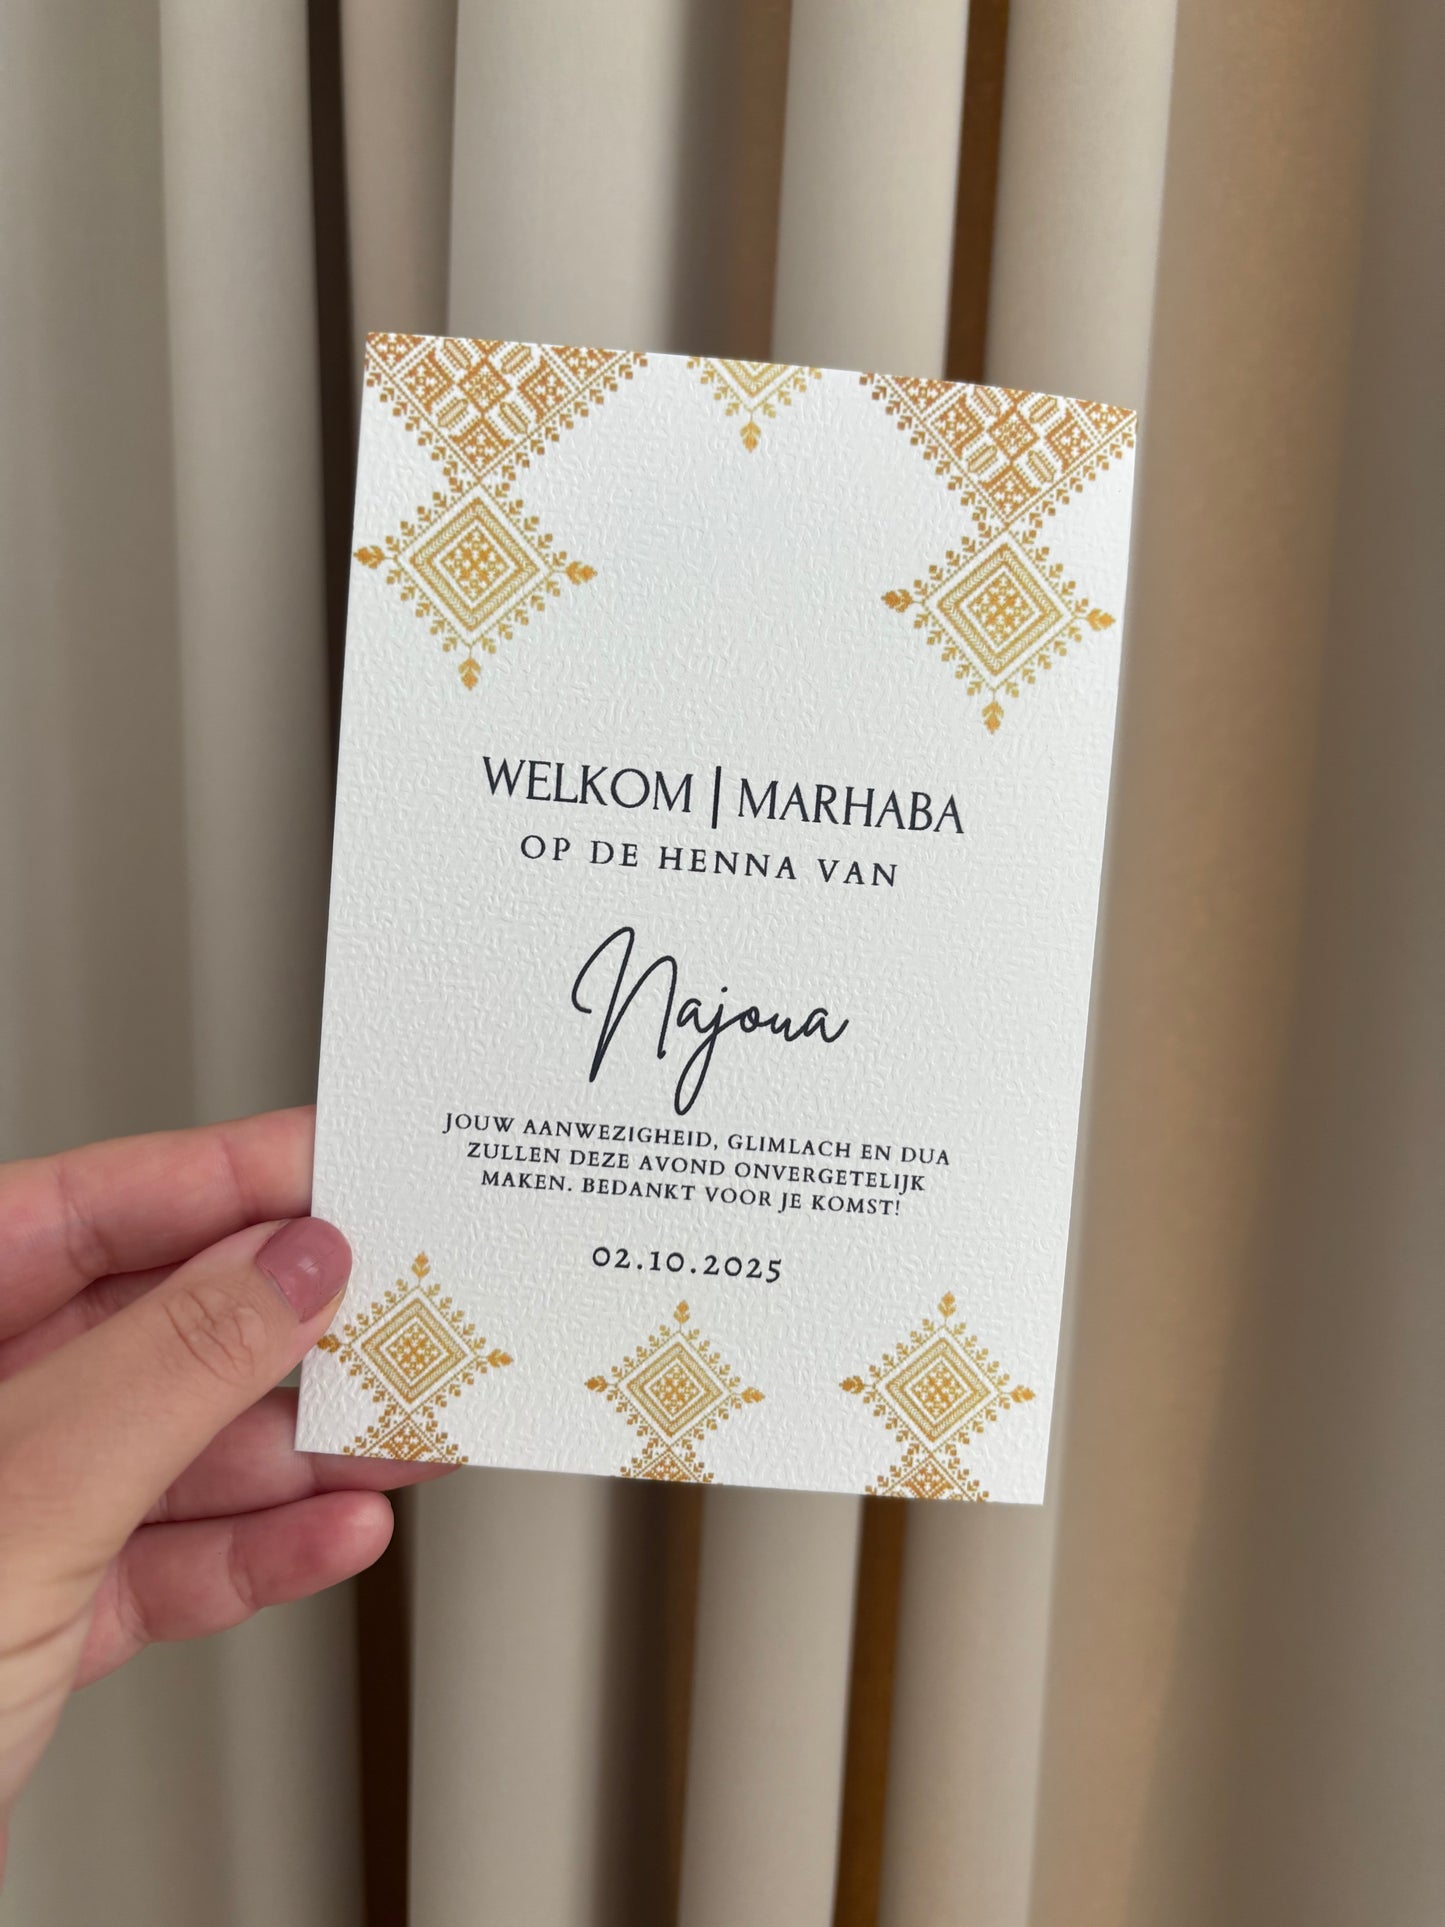 WELKOM | MARHABA
OP DE HENNA VAN
Najoua
JOUW AANWEZIGHEID, GLIMLACH EN DUA
ZULLEN DEZE AVOND ONVERGETELIJK
MAKEN. BEDANKT VOOR JE KOMST!
02.10.2025